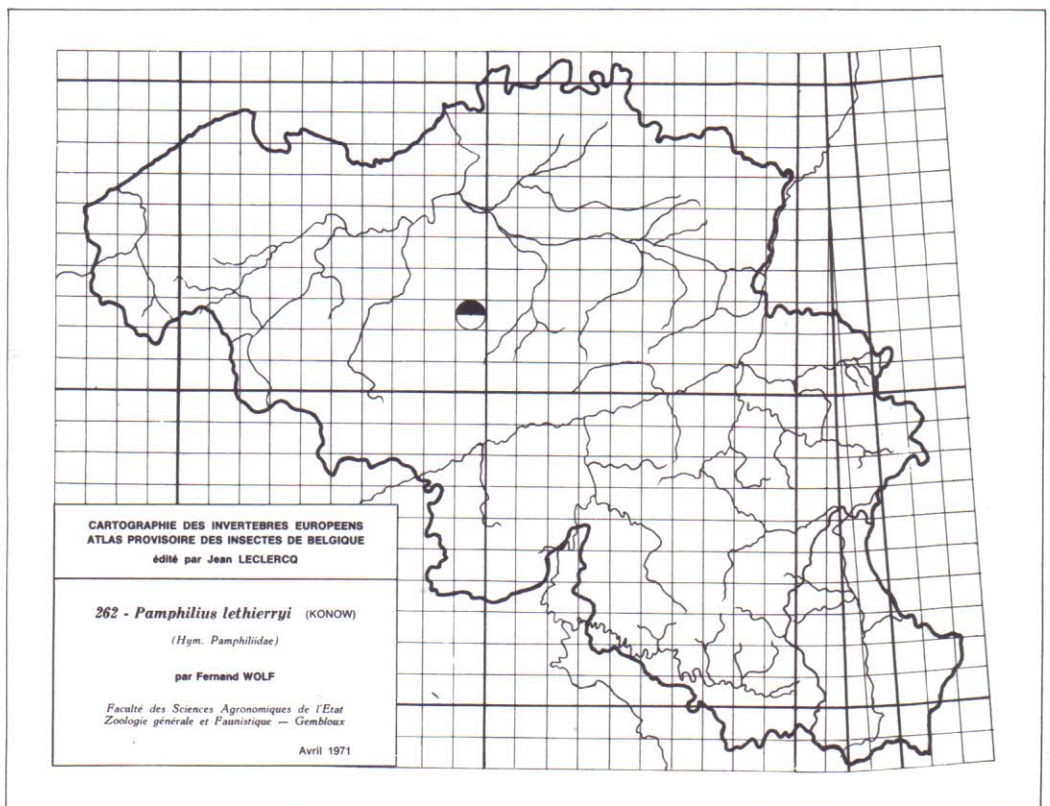 CARTOGRAPHIE DES INVERTEBRES EUROPEENS
ATLAS PROVISOIRE DES INSECTES DE BELGIQUE
édité par Jean LECLERCQ
262 - Pamphilius lethierryi (KONOW)
(Hym. Pamphiliidae)
par Fernand WOLF
Faculté des Sciences Agronomiques de l'Etat
Zoologie générale et Faunistique — Gembloux
Avril 1971